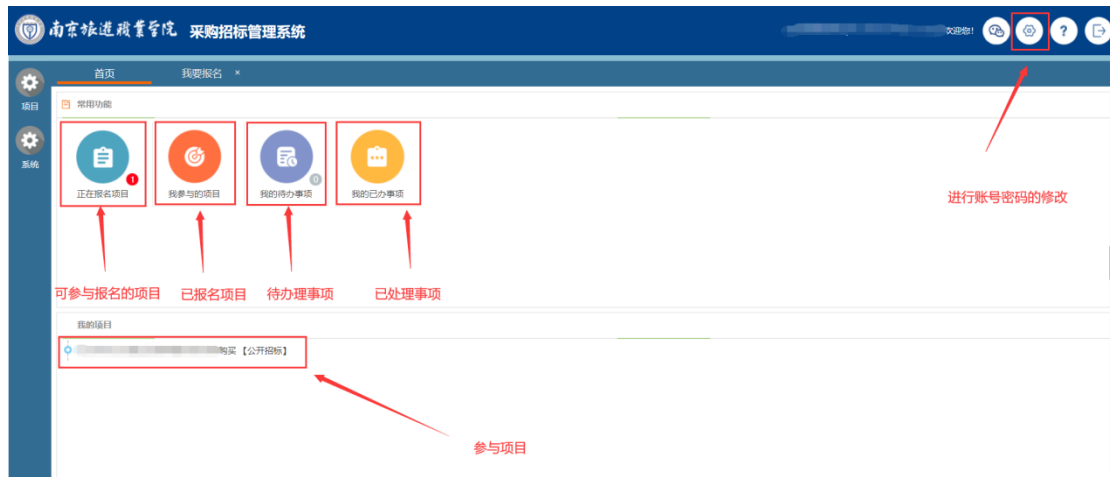 南京旅遊職業学院 采购招标管理系统
欢迎您!
?
首页 我要报名 ×
项目
常用功能
系统
1
0
正在报名项目 我参与的项目 我的待办事项 我的已办事项
进行账号密码的修改
可参与报名的项目 已报名项目 待办理事项 已处理事项
我的项目
购买 【公开招标】
参与项目